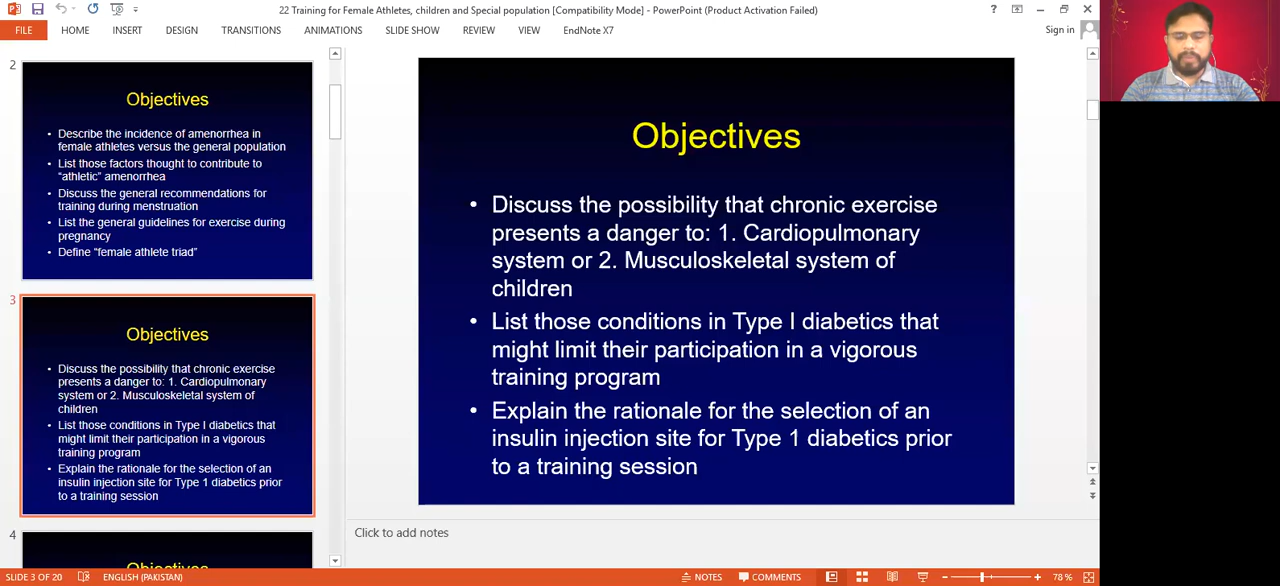 22 Training for Female Athletes, children and Special population [Compatibility Mode] - PowerPoint (Product Activation Failed)
?
FILE HOME INSERT DESIGN TRANSITIONS ANIMATIONS SLIDE SHOW REVIEW VIEW EndNote X7 Sign in
2
Objectives
• Describe the incidence of amenorrhea in
female athletes versus the general population
• List those factors thought to contribute to
“athletic” amenorrhea
• Discuss the general recommendations for
training during menstruation
• List the general guidelines for exercise during
pregnancy
• Define “female athlete triad”
3
Objectives
• Discuss the possibility that chronic exercise
presents a danger to: 1. Cardiopulmonary
system or 2. Musculoskeletal system of
children
• List those conditions in Type I diabetics that
might limit their participation in a vigorous
training program
• Explain the rationale for the selection of an
insulin injection site for Type 1 diabetics prior
to a training session
4
Objectives
Objectives
• Discuss the possibility that chronic exercise
presents a danger to: 1. Cardiopulmonary
system or 2. Musculoskeletal system of
children
• List those conditions in Type I diabetics that
might limit their participation in a vigorous
training program
• Explain the rationale for the selection of an
insulin injection site for Type 1 diabetics prior
to a training session
Click to add notes
SLIDE 3 OF 20 ENGLISH (PAKISTAN) NOTES COMMENTS 78 %